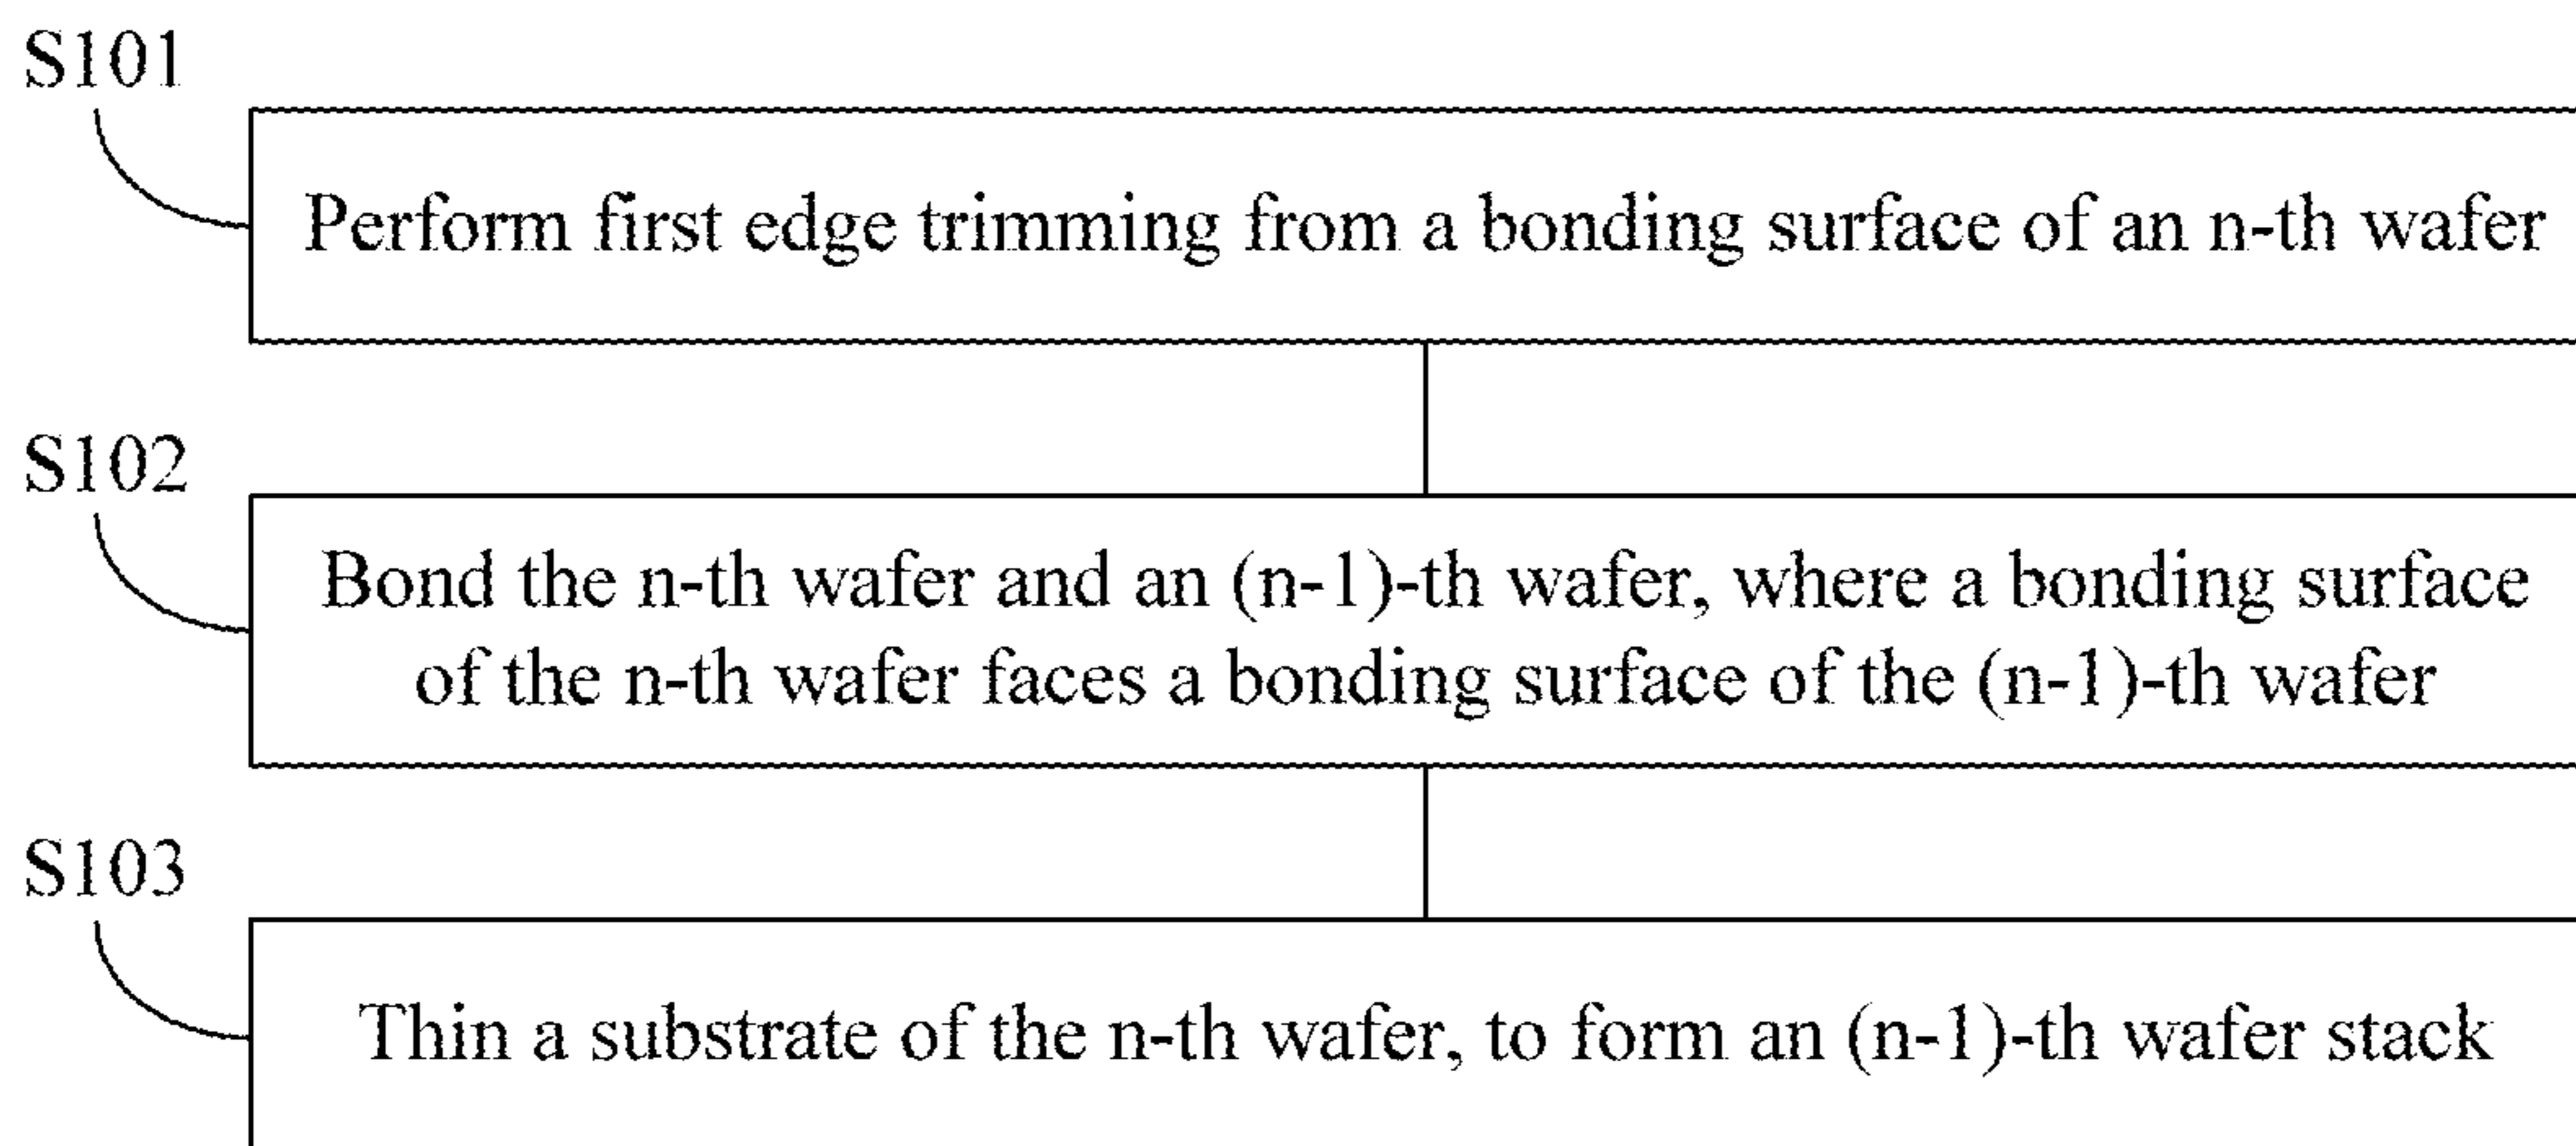 S101
Perform first edge trimming from a bonding surface of an n-th wafer
S102
Bond the n-th wafer and an (n-1)-th wafer, where a bonding surface
of the n-th wafer faces a bonding surface of the (n-1)-th wafer
S103
Thin a substrate of the n-th wafer, to form an (n-1)-th wafer stack